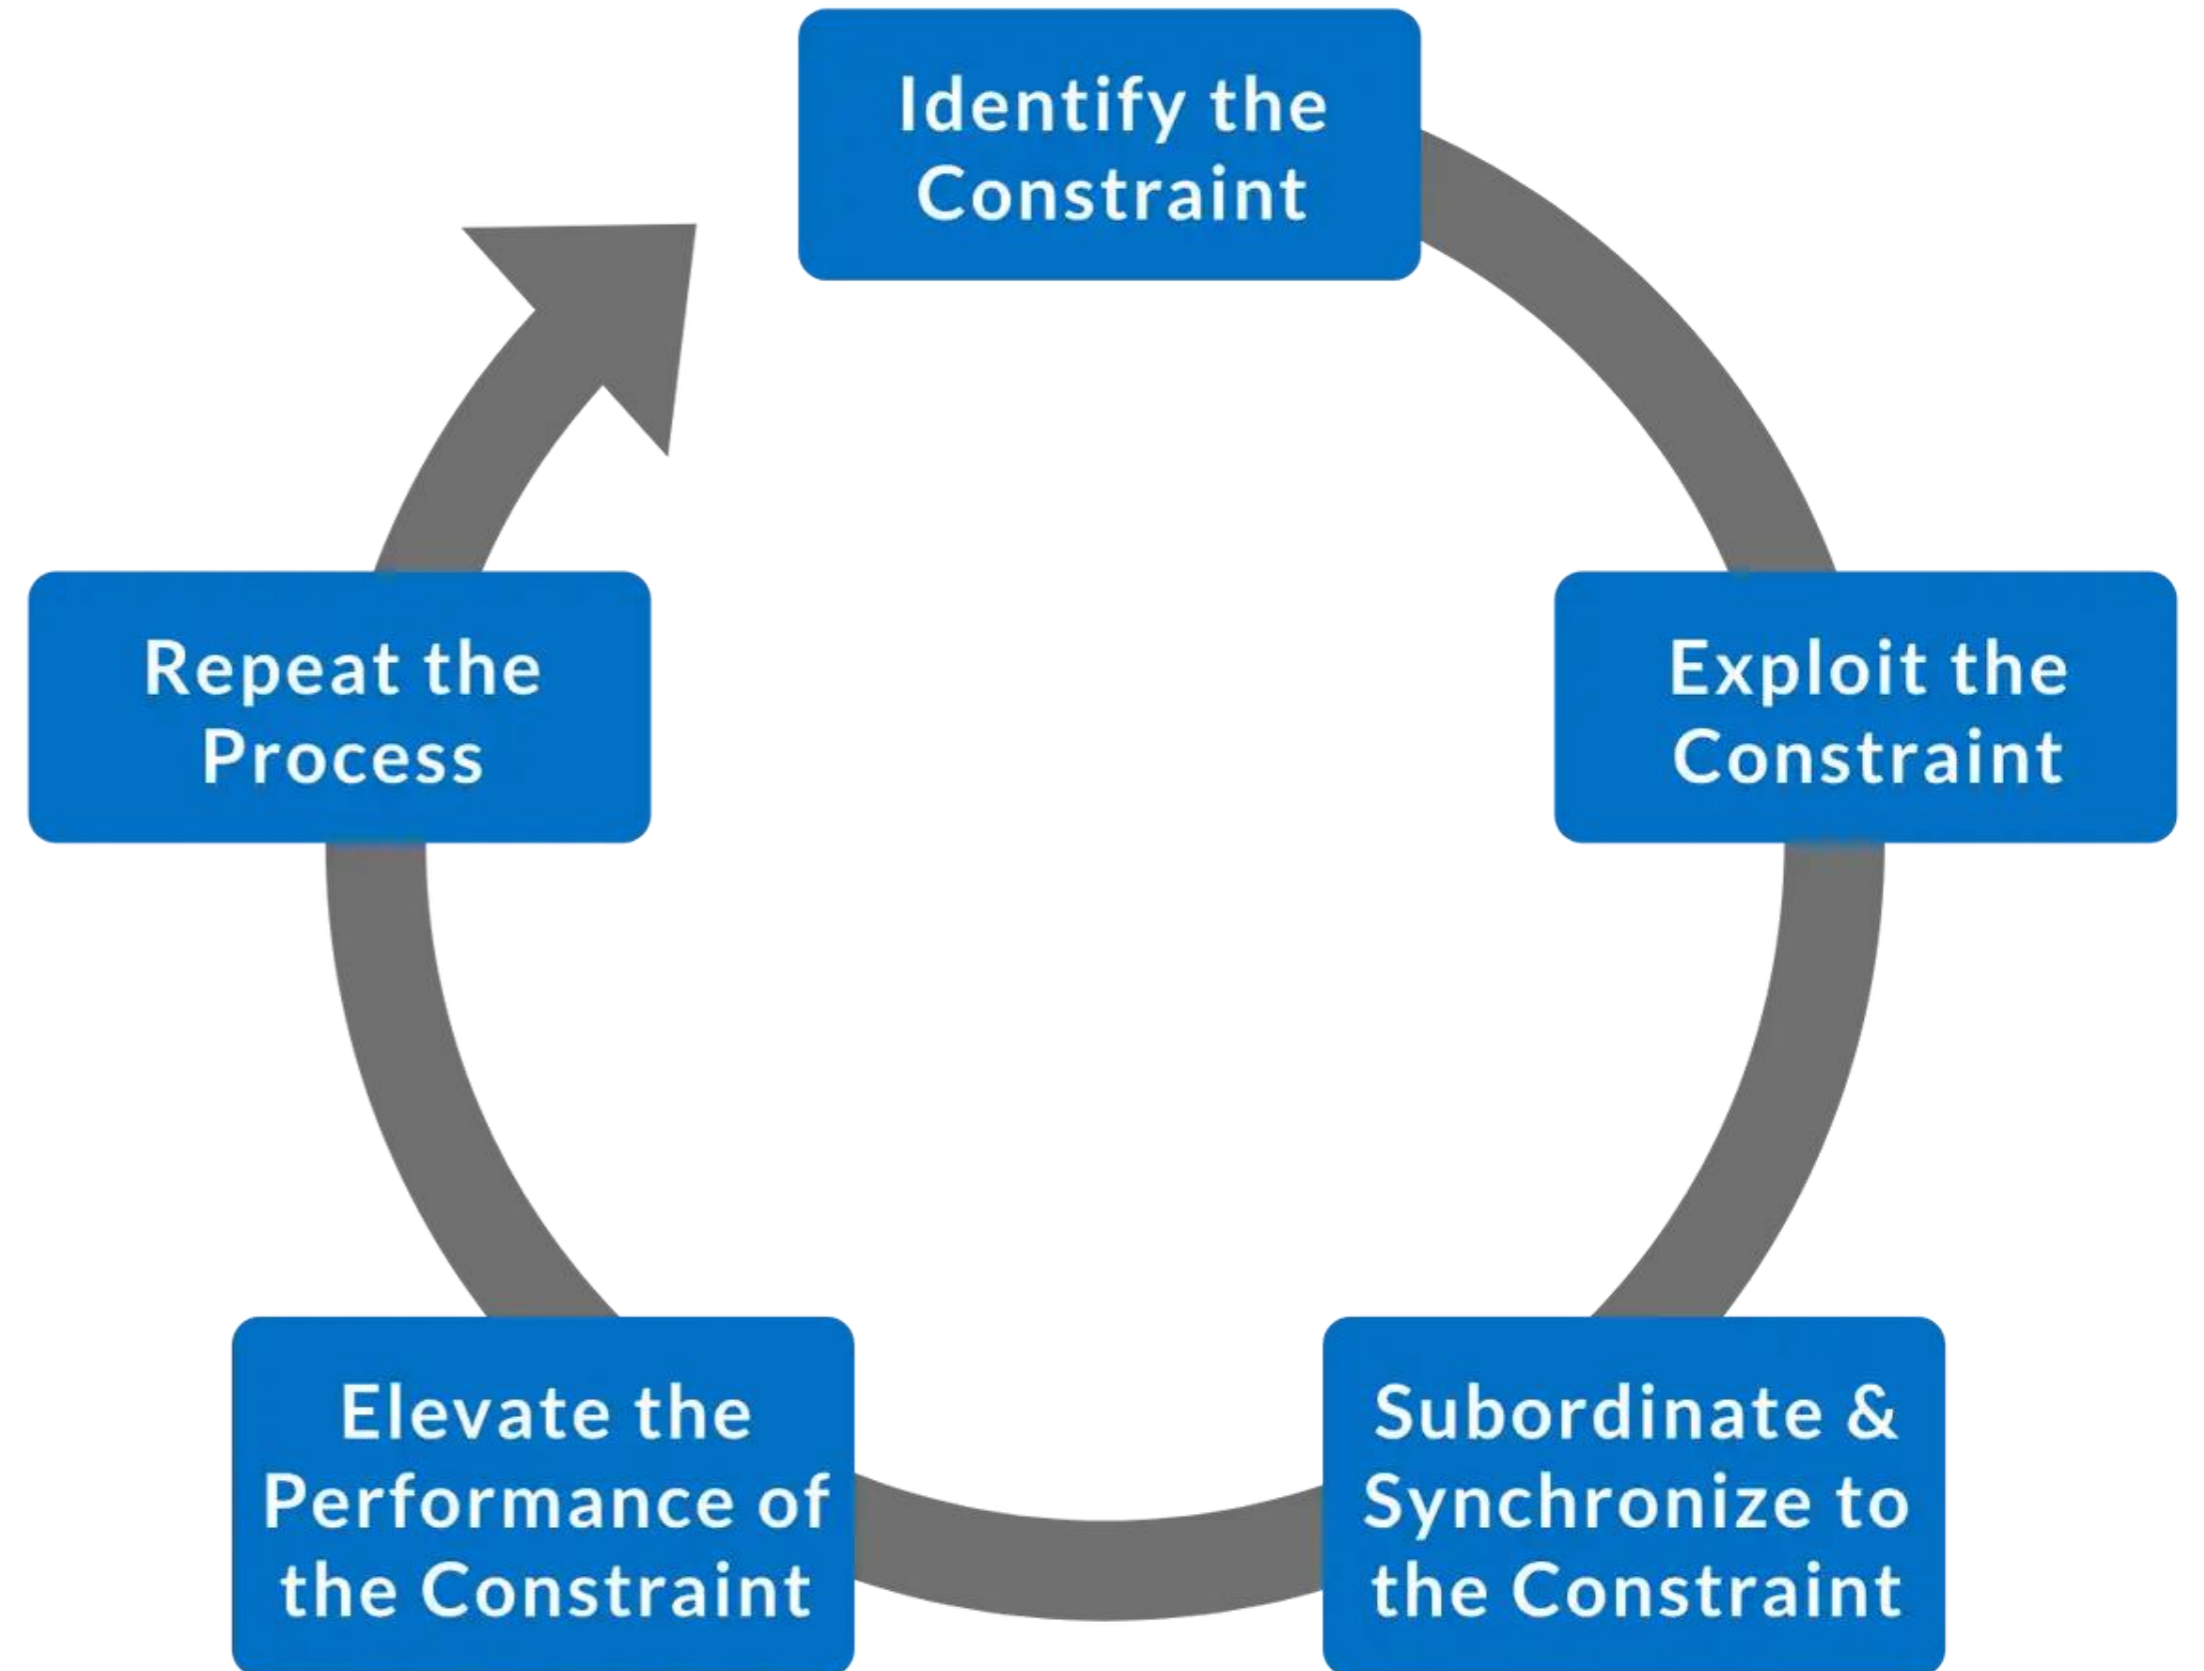 Identify the
Constraint
Exploit the
Constraint
Subordinate &
Synchronize to
the Constraint
Elevate the
Performance of
the Constraint
Repeat the
Process